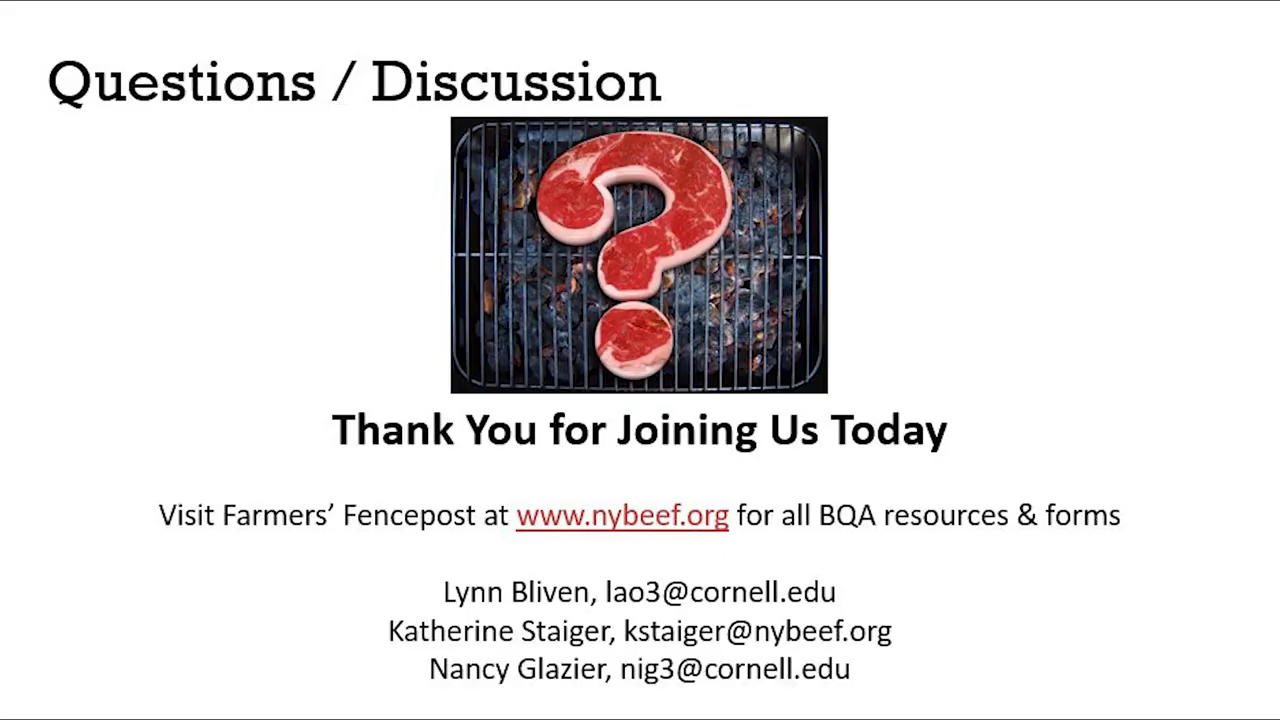 Questions / Discussion
Thank You for Joining Us Today
Visit Farmers’ Fencepost at www.nybeef.org for all BQA resources & forms
Lynn Bliven, lao3@cornell.edu
Katherine Staiger, kstaiger@nybeef.org
Nancy Glazier, nig3@cornell.edu